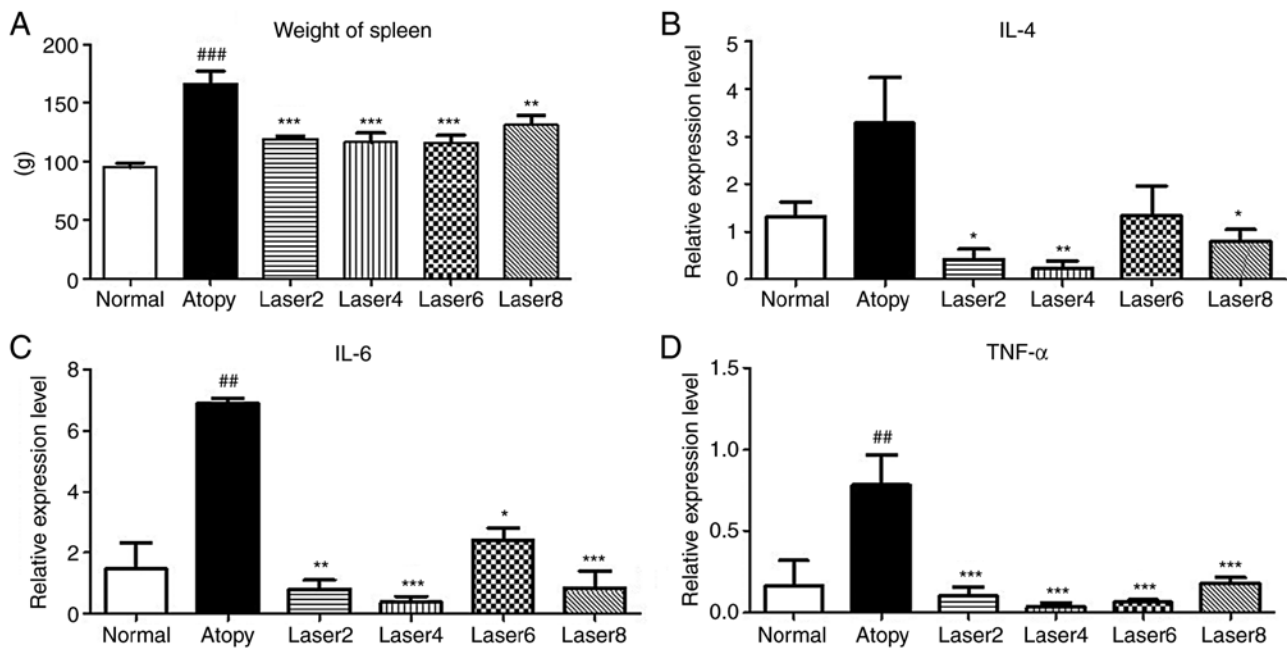 A
Weight of spleen
(g)
200
150
100
50
0
###
***
***
***
**
Normal Atopy Laser2 Laser4 Laser6 Laser8
B
IL-4
Relative expression level
5
4
3
2
1
0
*
**
*
Normal Atopy Laser2 Laser4 Laser6 Laser8
C
IL-6
Relative expression level
8
6
4
2
0
##
**
***
*
***
Normal Atopy Laser2 Laser4 Laser6 Laser8
D
TNF-α
Relative expression level
1.5
1.0
0.5
0.0
##
***
***
***
***
Normal Atopy Laser2 Laser4 Laser6 Laser8